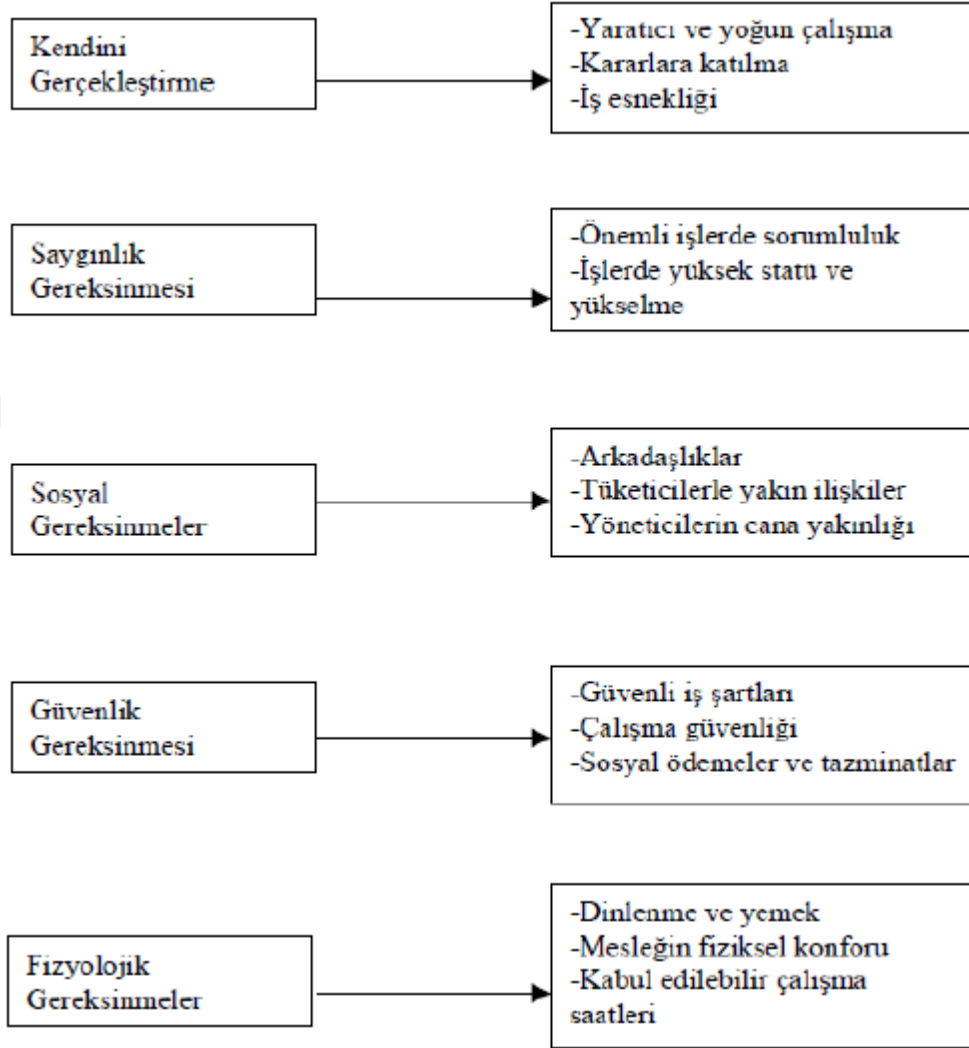 Kendini
Gerçekleştirme
-Yaratıcı ve yoğun çalışma
-Kararlara katılma
-İş esnekliği
Saygınlık
Gereksinmesi
-Önemli işlerde sorumluluk
-İşlerde yüksek statü ve
yükselme
Sosyal
Gereksinmeler
-Arkadaşlıklar
-Tüketicilerle yakın ilişkiler
-Yöneticilerin cana yakınlığı
Güvenlik
Gereksinmesi
-Güvenli iş şartları
-Çalışma güvenliği
-Sosyal ödemeler ve tazminatlar
Fizyolojik
Gereksinmeler
-Dinlenme ve yemek
-Mesleğin fiziksel konforu
-Kabul edilebilir çalışma
saatleri